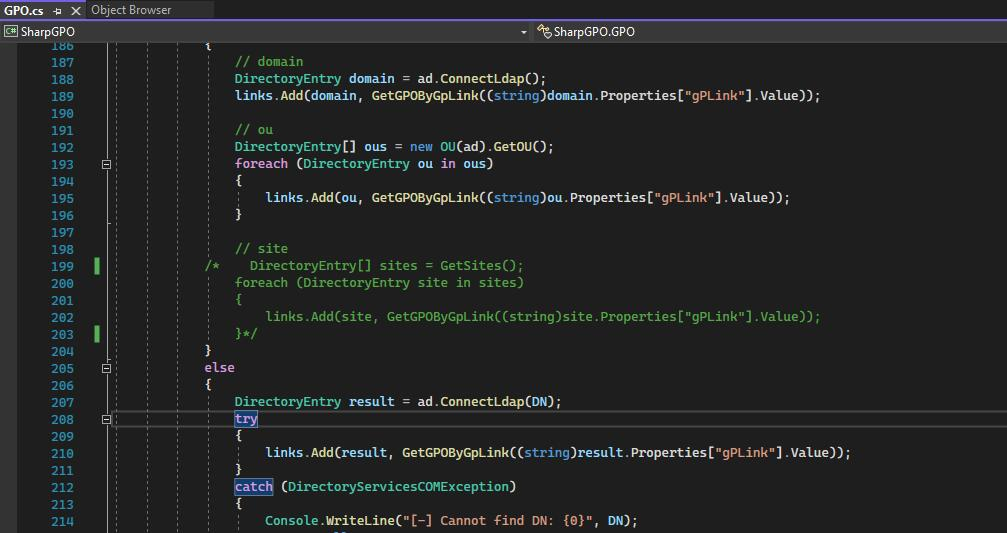 GPO.cs Object Browser
C# SharpGPO SharpGPO.GPO
186 {
187 // domain
188 DirectoryEntry domain = ad.ConnectLdap();
189 links.Add(domain, GetGPOByGpLink((string)domain.Properties["gPLink"].Value));
190
191 // ou
192 DirectoryEntry[] ous = new OU(ad).GetOU();
193 foreach (DirectoryEntry ou in ous)
194 {
195 links.Add(ou, GetGPOByGpLink((string)ou.Properties["gPLink"].Value));
196 }
197
198 // site
199 /* DirectoryEntry[] sites = GetSites();
200 foreach (DirectoryEntry site in sites)
201 {
202 links.Add(site, GetGPOByGpLink((string)site.Properties["gPLink"].Value));
203 }*/
204 }
205 else
206 {
207 DirectoryEntry result = ad.ConnectLdap(DN);
208 try
209 {
210 links.Add(result, GetGPOByGpLink((string)result.Properties["gPLink"].Value));
211 }
212 catch (DirectoryServicesCOMException)
213 {
214 Console.WriteLine("[-] Cannot find DN: {0}", DN);